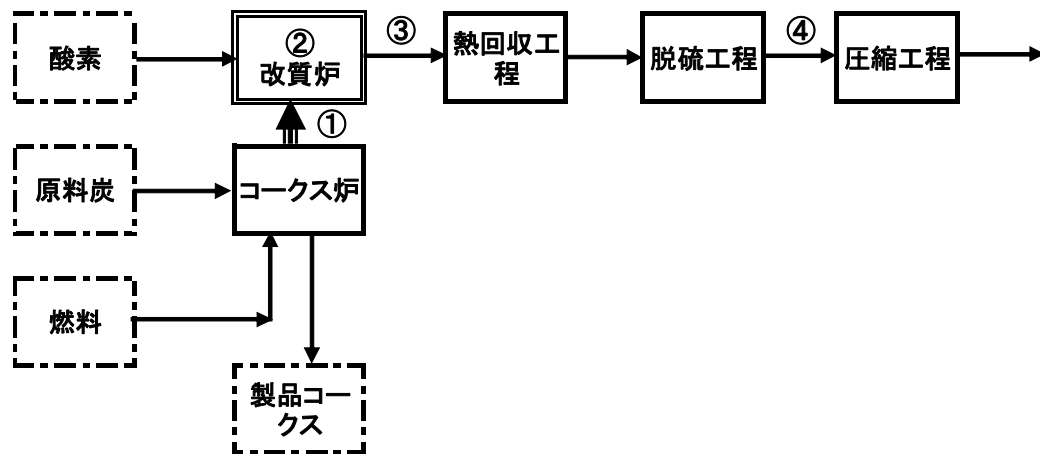 酸素
②
改質炉
③
熱回収工
程
脱硫工程
④
圧縮工程
①
原料炭
コークス炉
燃料
製品コー
クス